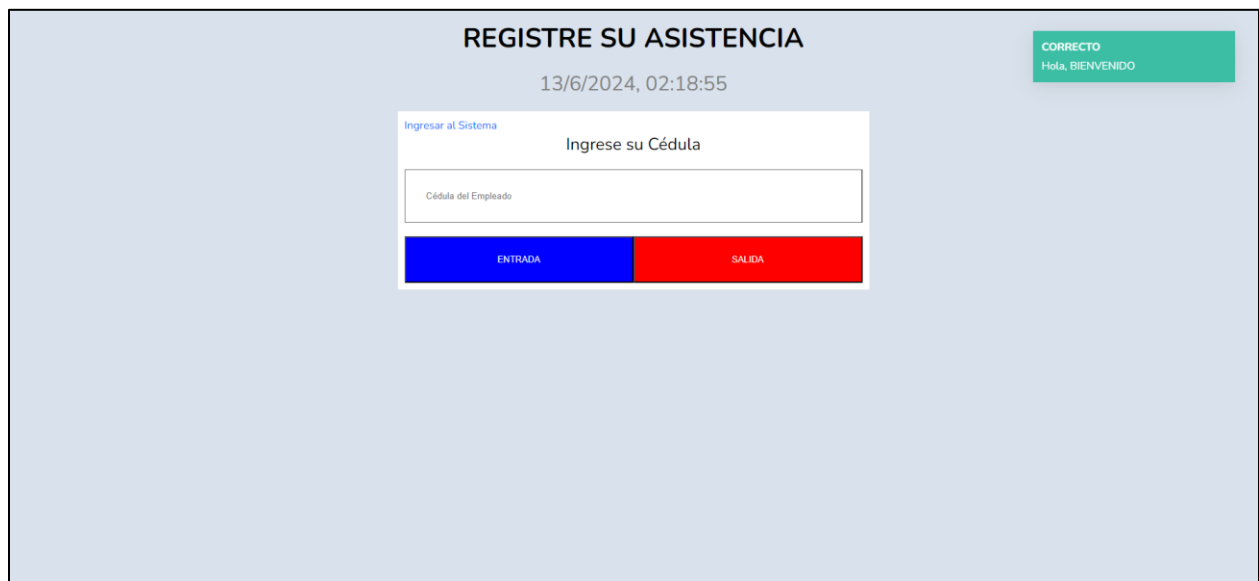 REGISTRE SU ASISTENCIA
CORRECTO
Hola, BIENVENIDO
13/6/2024, 02:18:55
Ingresar al Sistema
Ingrese su Cédula
Cédula del Empleado
ENTRADA
SALIDA